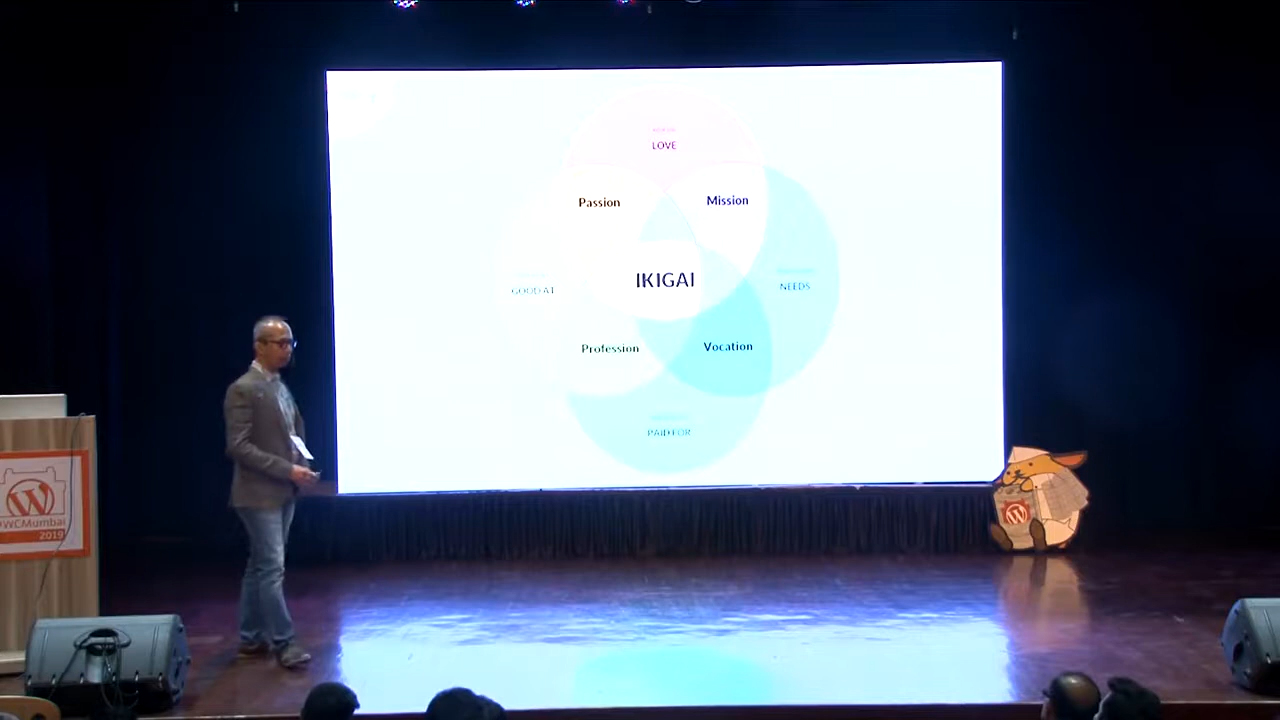 LOVE
Passion
Mission
IKIGAI
GOOD AT
NEEDS
Profession
Vocation
PAID FOR
#WCMumbai
2019